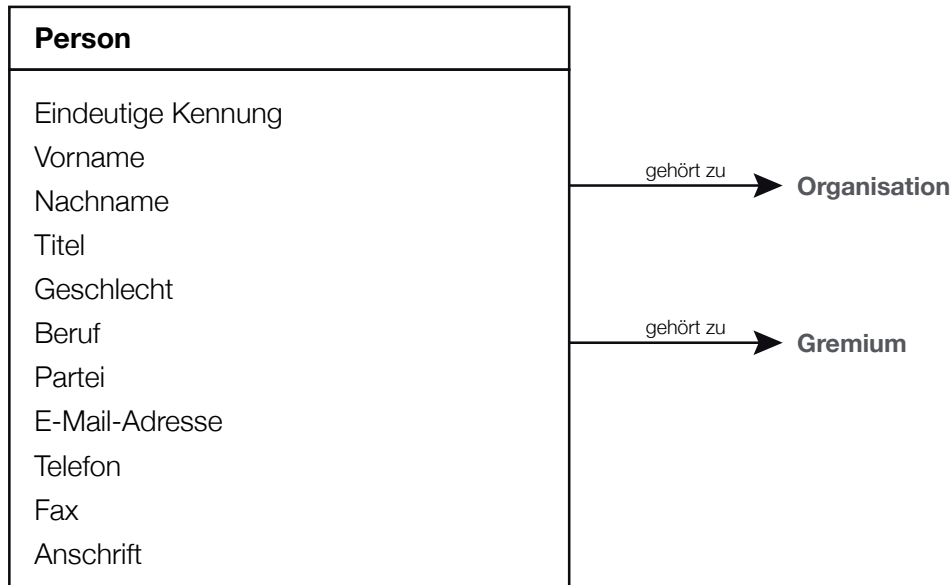 Person
Eindeutige Kennung
Vorname
Nachname
Titel
Geschlecht
Beruf
Partei
E-Mail-Adresse
Telefon
Fax
Anschrift
gehört zu
Organisation
gehört zu
Gremium